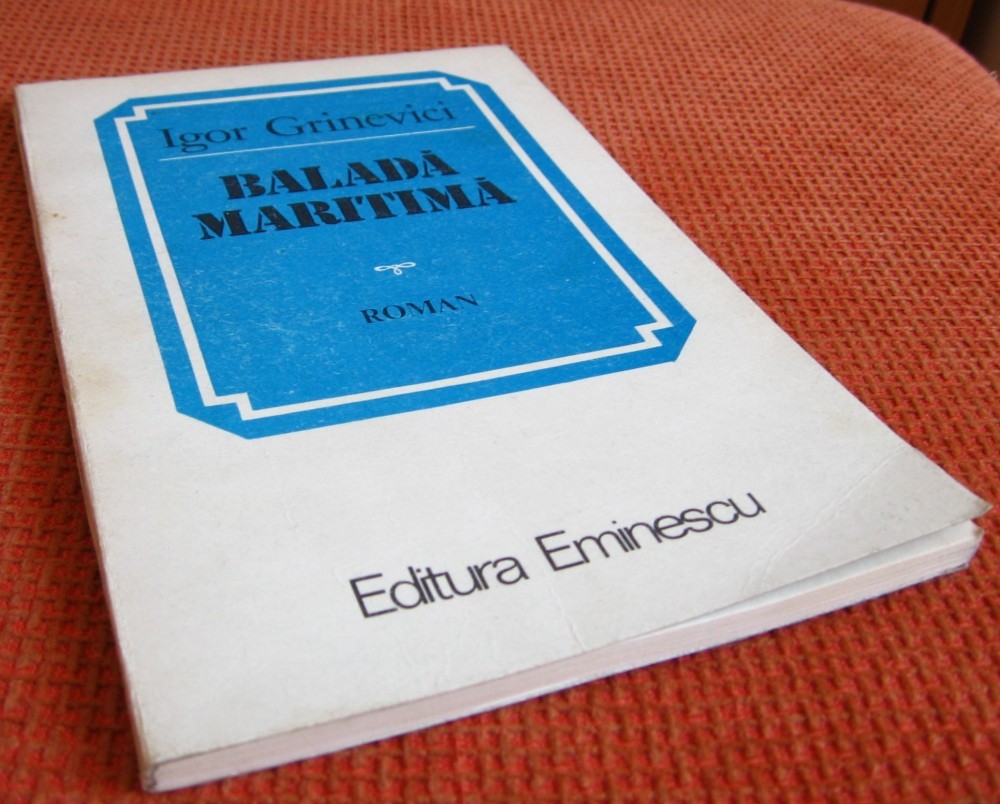 Igor Grinevici
BALADĂ
MARITIMĂ
ROMAN
Editura Eminescu